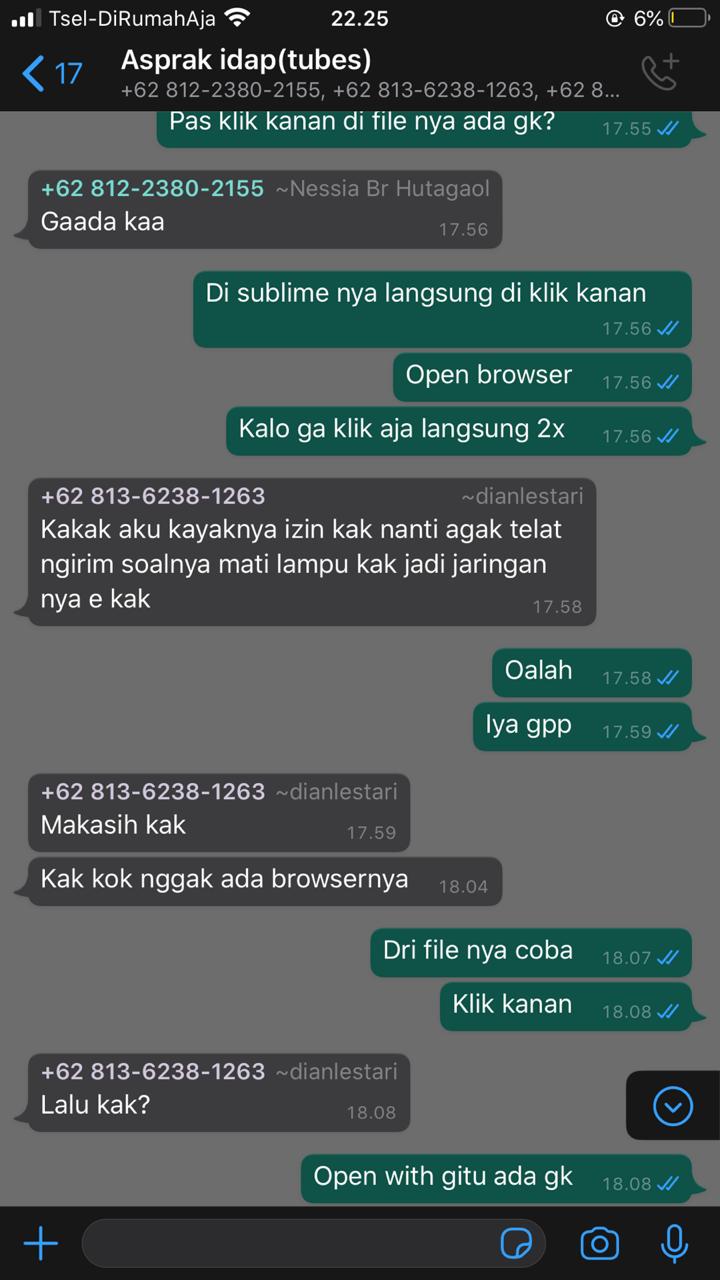 Tsel-DiRumahAja 22.25 6%
17 Asprak idap(tubes)
+62 812-2380-2155, +62 813-6238-1263, +62 8...
Pas klik kanan di file nya ada gk? 17.55
+62 812-2380-2155 ~Nessia Br Hutagaol
Gaada kaa 17.56
Di sublime nya langsung di klik kanan
17.56
Open browser 17.56
Kalo ga klik aja langsung 2x 17.56
+62 813-6238-1263 ~dianlestari
Kakak aku kayaknya izin kak nanti agak telat
ngirim soalnya mati lampu kak jadi jaringan
nya e kak 17.58
Oalah 17.58
Iya gpp 17.59
+62 813-6238-1263 ~dianlestari
Makasih kak 17.59
Kak kok nggak ada browsernya 18.04
Dri file nya coba 18.07
Klik kanan 18.08
+62 813-6238-1263 ~dianlestari
Lalu kak? 18.08
Open with gitu ada gk 18.08